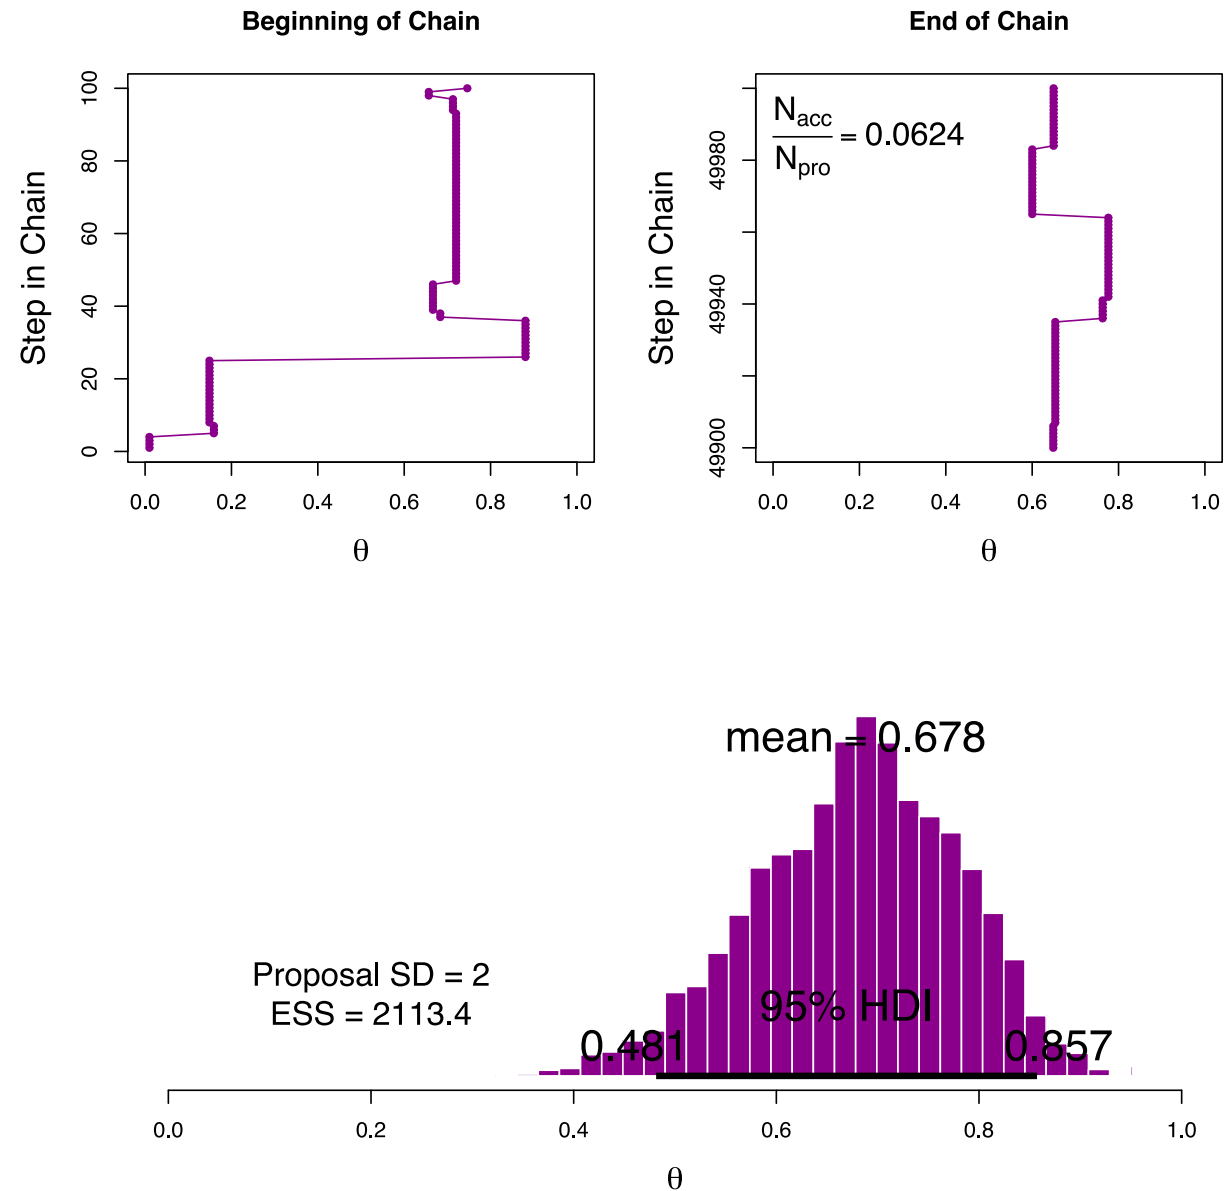 Beginning of Chain
Step in Chain
100
80
60
40
20
0
0.0 0.2 0.4 0.6 0.8 1.0
θ
End of Chain
Step in Chain
49980
49940
49900
N_acc
N_pro
= 0.0624
0.0 0.2 0.4 0.6 0.8 1.0
θ
mean = 0.678
Proposal SD = 2
ESS = 2113.4
95% HDI
0.481 0.857
0.0 0.2 0.4 0.6 0.8 1.0
θ